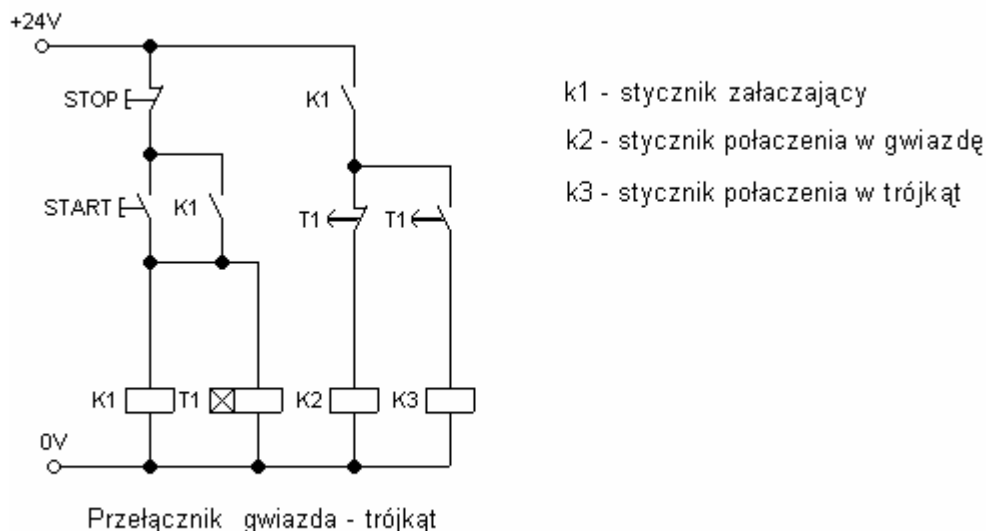 +24V
STOP
K1
k1 - stycznik załaczający
k2 - stycznik połaczenia w gwiazdę
k3 - stycznik połaczenia w trójkąt
START
K1
T1
T1
K1
T1
K2
K3
0V
Przełącznik gwiazda - trójkąt